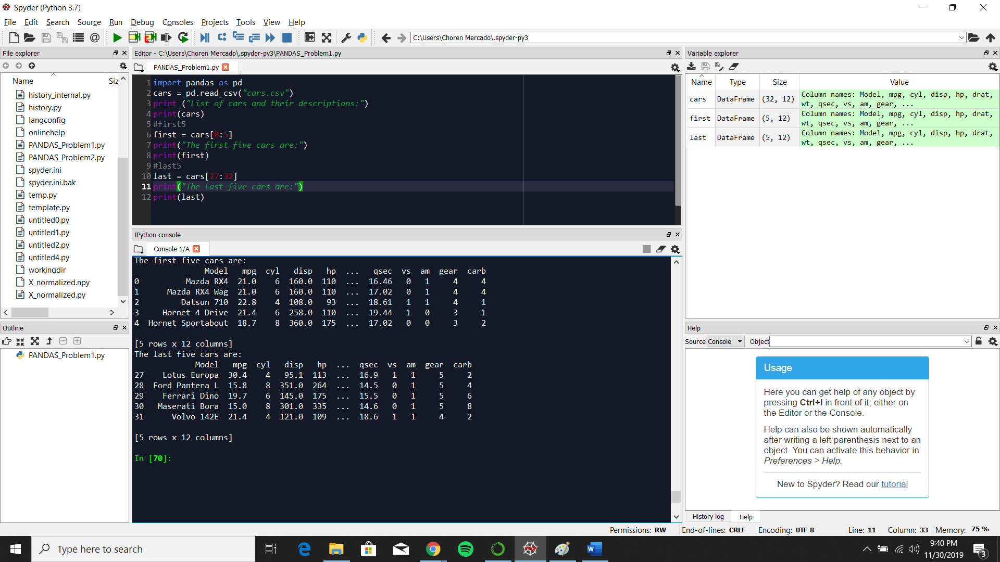 Spyder (Python 3.7)
File Edit Search Source Run Debug Consoles Projects Tools View Help
C:\Users\Choren Mercado\.spyder-py3
File explorer
Name Siz
history_internal.py
history.py
langconfig
onlinehelp
PANDAS_Problem1.py
PANDAS_Problem2.py
spyder.ini
spyder.ini.bak
temp.py
template.py
untitled0.py
untitled1.py
untitled2.py
untitled4.py
workingdir
X_normalized.npy
X_normalized.py
Outline
PANDAS_Problem1.py
Editor - C:\Users\Choren Mercado\.spyder-py3\PANDAS_Problem1.py
PANDAS_Problem1.py
1 import pandas as pd
2 cars = pd.read_csv("cars.csv")
3 print ("List of cars and their descriptions:")
4 print(cars)
5 #first5
6 first = cars[0:5]
7 print("The first five cars are:")
8 print(first)
9 #last5
10 last = cars[27:32]
11 print("The last five cars are:")
12 print(last)
IPython console
Console 1/A
The first five cars are:
Model mpg cyl disp hp ... qsec vs am gear carb
0 Mazda RX4 21.0 6 160.0 110 ... 16.46 0 1 4 4
1 Mazda RX4 Wag 21.0 6 160.0 110 ... 17.02 0 1 4 4
2 Datsun 710 22.8 4 108.0 93 ... 18.61 1 1 4 1
3 Hornet 4 Drive 21.4 6 258.0 110 ... 19.44 1 0 3 1
4 Hornet Sportabout 18.7 8 360.0 175 ... 17.02 0 0 3 2
[5 rows x 12 columns]
The last five cars are:
Model mpg cyl disp hp ... qsec vs am gear carb
27 Lotus Europa 30.4 4 95.1 113 ... 16.9 1 1 5 2
28 Ford Pantera L 15.8 8 351.0 264 ... 14.5 0 1 5 4
29 Ferrari Dino 19.7 6 145.0 175 ... 15.5 0 1 5 6
30 Maserati Bora 15.0 8 301.0 335 ... 14.6 0 1 5 8
31 Volvo 142E 21.4 4 121.0 109 ... 18.6 1 1 4 2
[5 rows x 12 columns]
In [70]:
Variable explorer
Name Type Size Value
cars DataFrame (32, 12) Column names: Model, mpg, cyl, disp, hp, drat,
wt, qsec, vs, am, gear, ...
first DataFrame (5, 12) Column names: Model, mpg, cyl, disp, hp, drat,
wt, qsec, vs, am, gear, ...
last DataFrame (5, 12) Column names: Model, mpg, cyl, disp, hp, drat,
wt, qsec, vs, am, gear, ...
Help
Source Console Object
Usage
Here you can get help of any object by
pressing Ctrl+I in front of it, either on
the Editor or the Console.
Help can also be shown automatically
after writing a left parenthesis next to an
object. You can activate this behavior in
Preferences > Help.
New to Spyder? Read our tutorial
History log Help
Permissions: RW End-of-lines: CRLF Encoding: UTF-8 Line: 11 Column: 33 Memory: 75 %
Type here to search
9:40 PM
11/30/2019
3